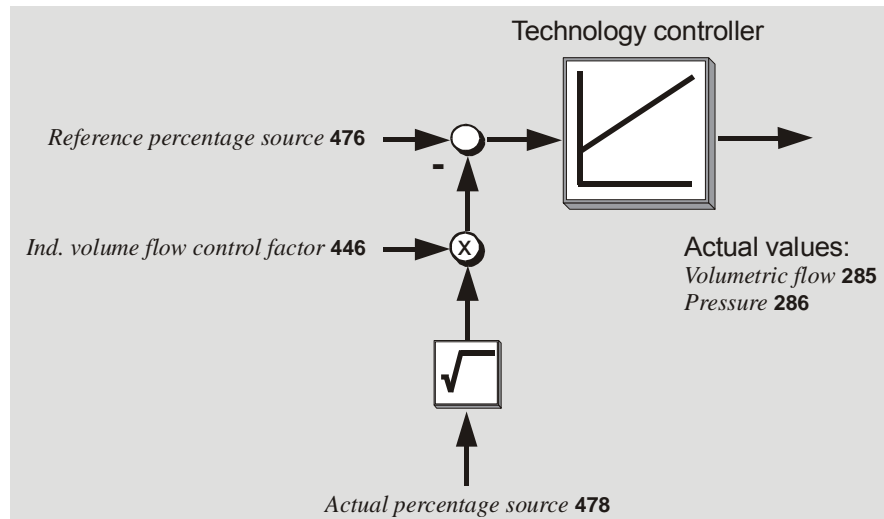 Technology controller
Reference percentage source 476
-
Ind. volume flow control factor 446
X
Actual values:
Volumetric flow 285
Pressure 286
√
Actual percentage source 478